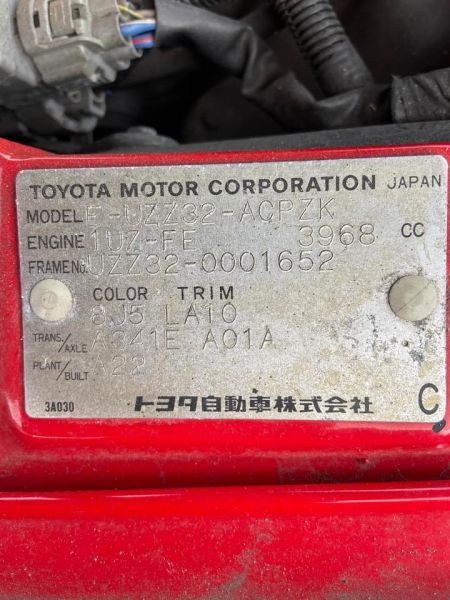 TOYOTA MOTOR CORPORATION JAPAN
MODEL E-UZZ32-ACPZK
ENGINE 1UZ-FE 3968 CC
FRAME No. UZZ32-0001652
COLOR TRIM
8J5 LA10
TRANS./AXLE A341E A01A
PLANT/BUILT A22
3A030 トヨタ自動車株式会社 C